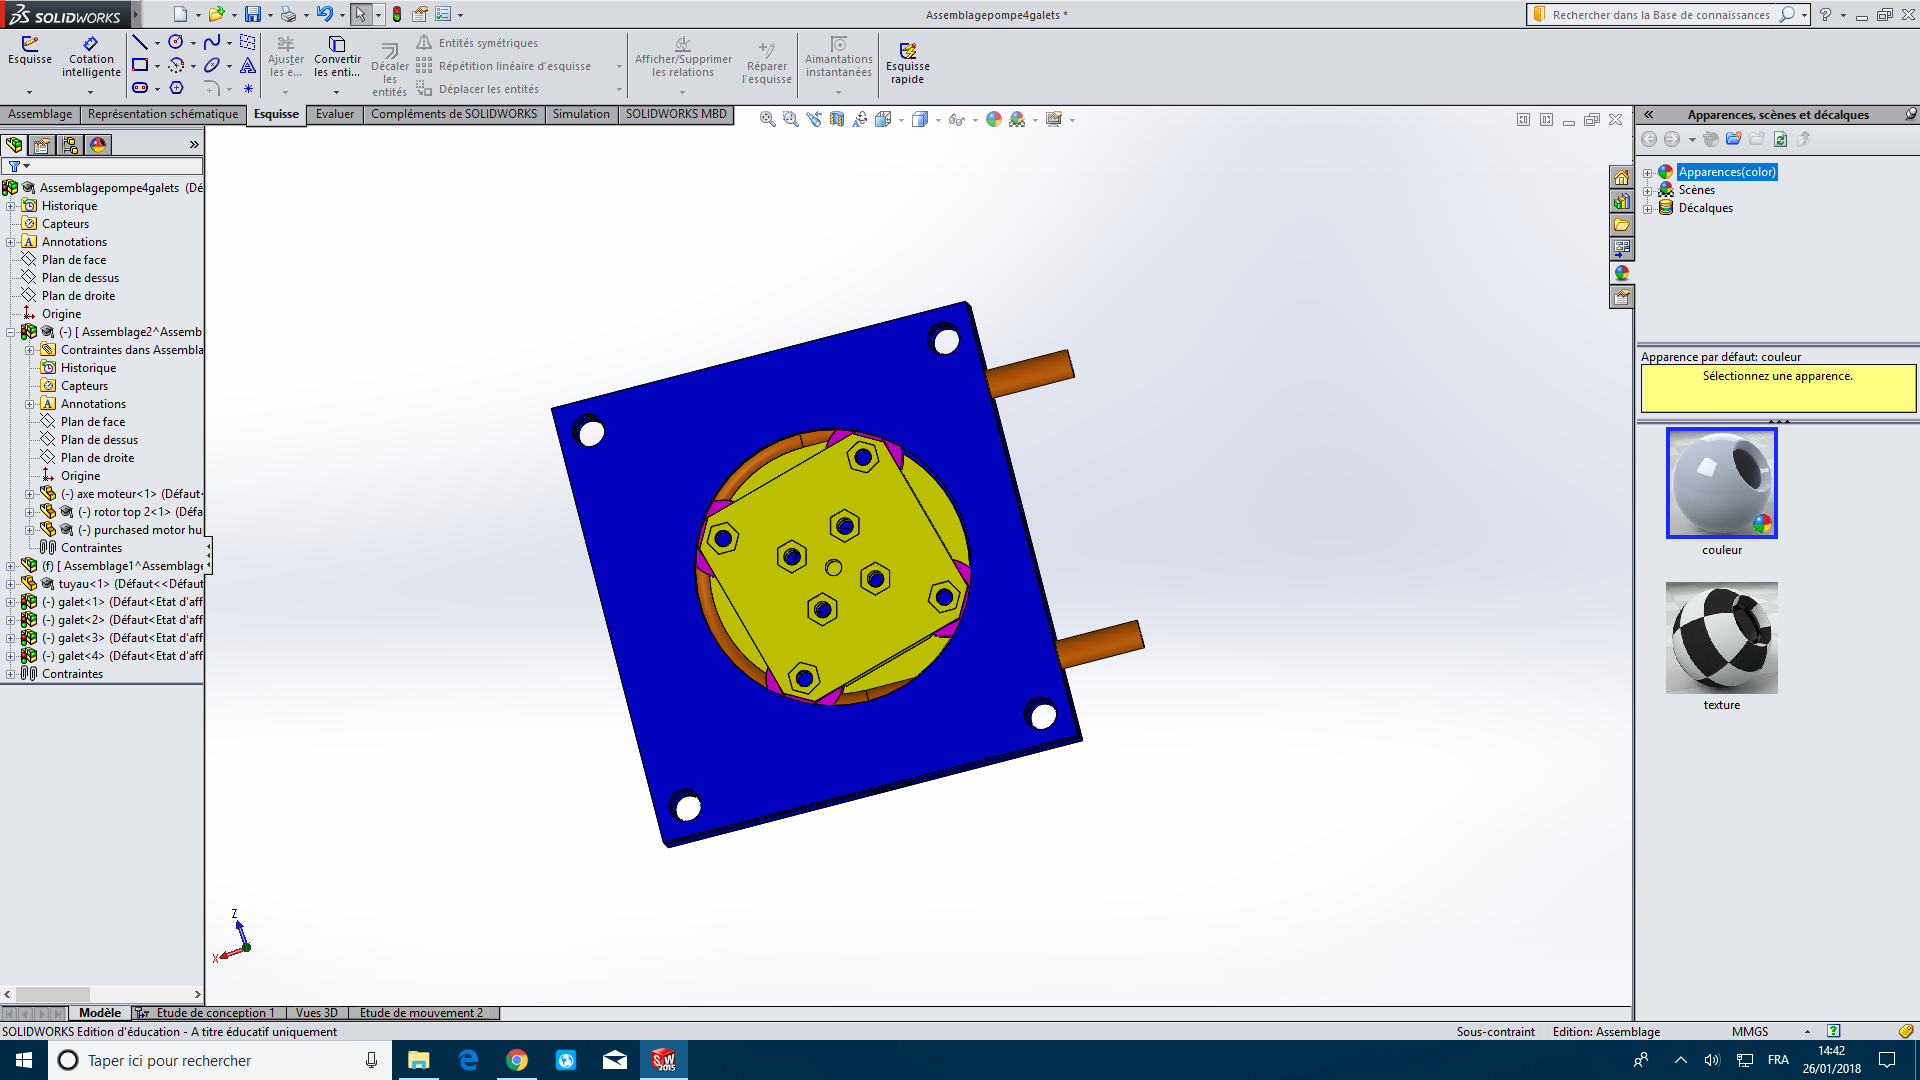 SOLIDWORKS
Assemblagepompe4galets *
Rechercher dans la Base de connaissances
Esquisse
Cotation intelligente
Ajuster les e...
Convertir les enti...
Décaler les entités
Entités symétriques
Répétition linéaire d'esquisse
Déplacer les entités
Afficher/Supprimer les relations
Réparer l'esquisse
Aimantations instantanées
Esquisse rapide
Assemblage
Représentation schématique
Esquisse
Evaluer
Compléments de SOLIDWORKS
Simulation
SOLIDWORKS MBD
Assemblagepompe4galets (Dé
Historique
Capteurs
Annotations
Plan de face
Plan de dessus
Plan de droite
Origine
(-) [ Assemblage2^Assemb
Contraintes dans Assembla
Historique
Capteurs
Annotations
Plan de face
Plan de dessus
Plan de droite
Origine
(-) axe moteur<1> (Défaut
(-) rotor top 2<1> (Défa
(-) purchased motor hu
Contraintes
(f) [ Assemblage1^Assemblage
tuyau<1> (Défaut<<Défaut
(-) galet<1> (Défaut<Etat d'aff
(-) galet<2> (Défaut<Etat d'aff
(-) galet<3> (Défaut<Etat d'aff
(-) galet<4> (Défaut<Etat d'aff
Contraintes
Z
X
Apparences, scènes et décalques
Apparences(color)
Scènes
Décalques
Apparence par défaut: couleur
Sélectionnez une apparence.
couleur
texture
Modèle
Etude de conception 1
Vues 3D
Etude de mouvement 2
SOLIDWORKS Edition d'éducation - A titre éducatif uniquement
Sous-contraint
Edition: Assemblage
MMGS
Taper ici pour rechercher
SW
2015
FRA
14:42
26/01/2018